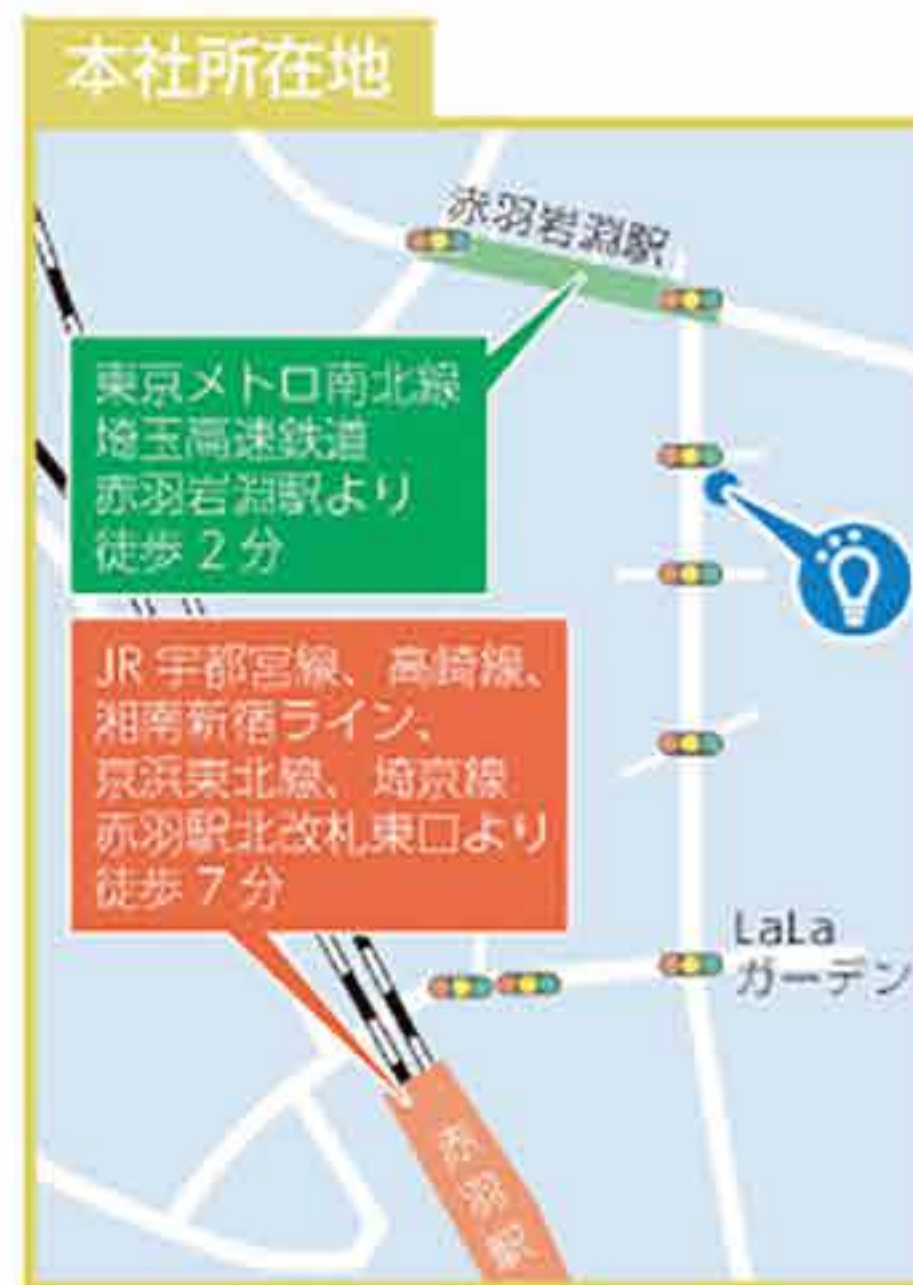 本社所在地
赤羽岩淵駅
東京メトロ南北線
埼玉高速鉄道
赤羽岩淵駅より
徒歩 2 分
JR 宇都宮線、高崎線、
湘南新宿ライン、
京浜東北線、埼京線
赤羽駅北改札東口より
徒歩 7 分
LaLa
ガーデン
赤羽駅